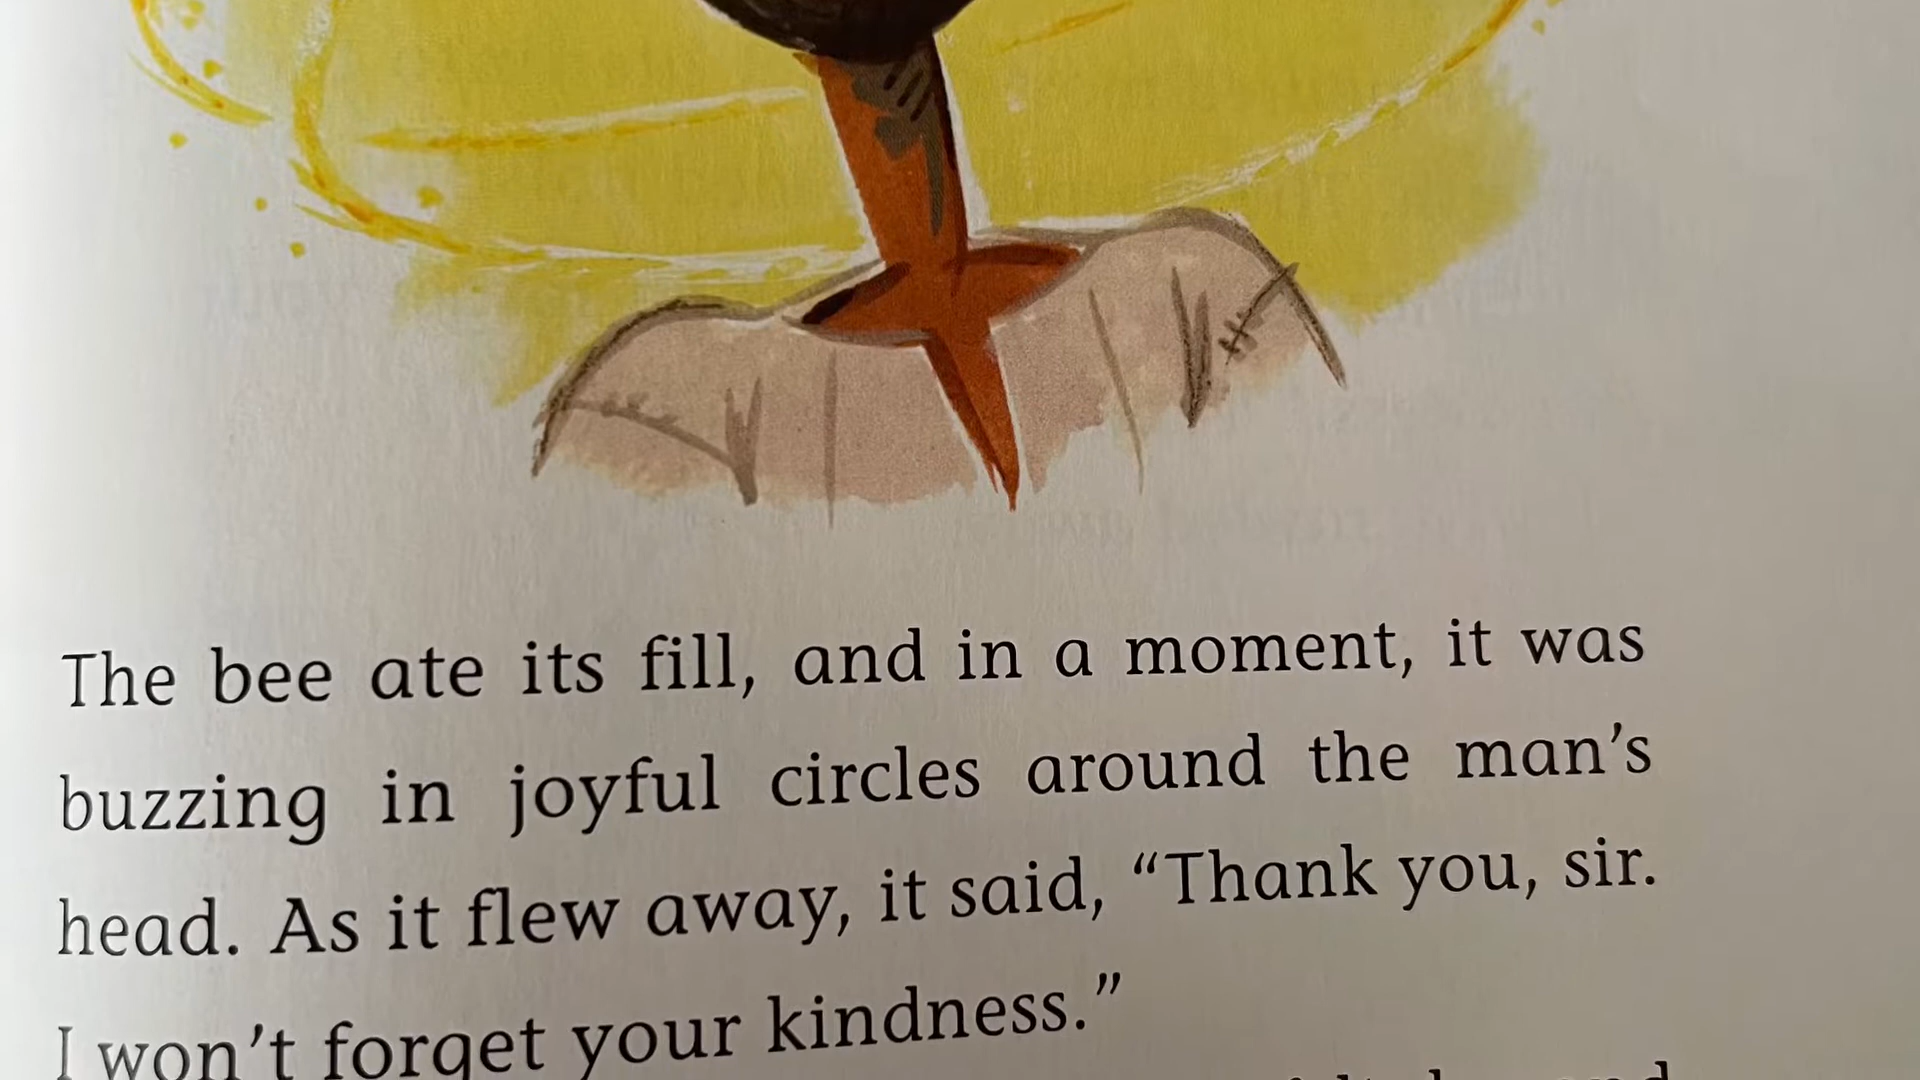 The bee ate its fill, and in a moment, it was
buzzing in joyful circles around the man’s
head. As it flew away, it said, “Thank you, sir.
I won’t forget your kindness.”